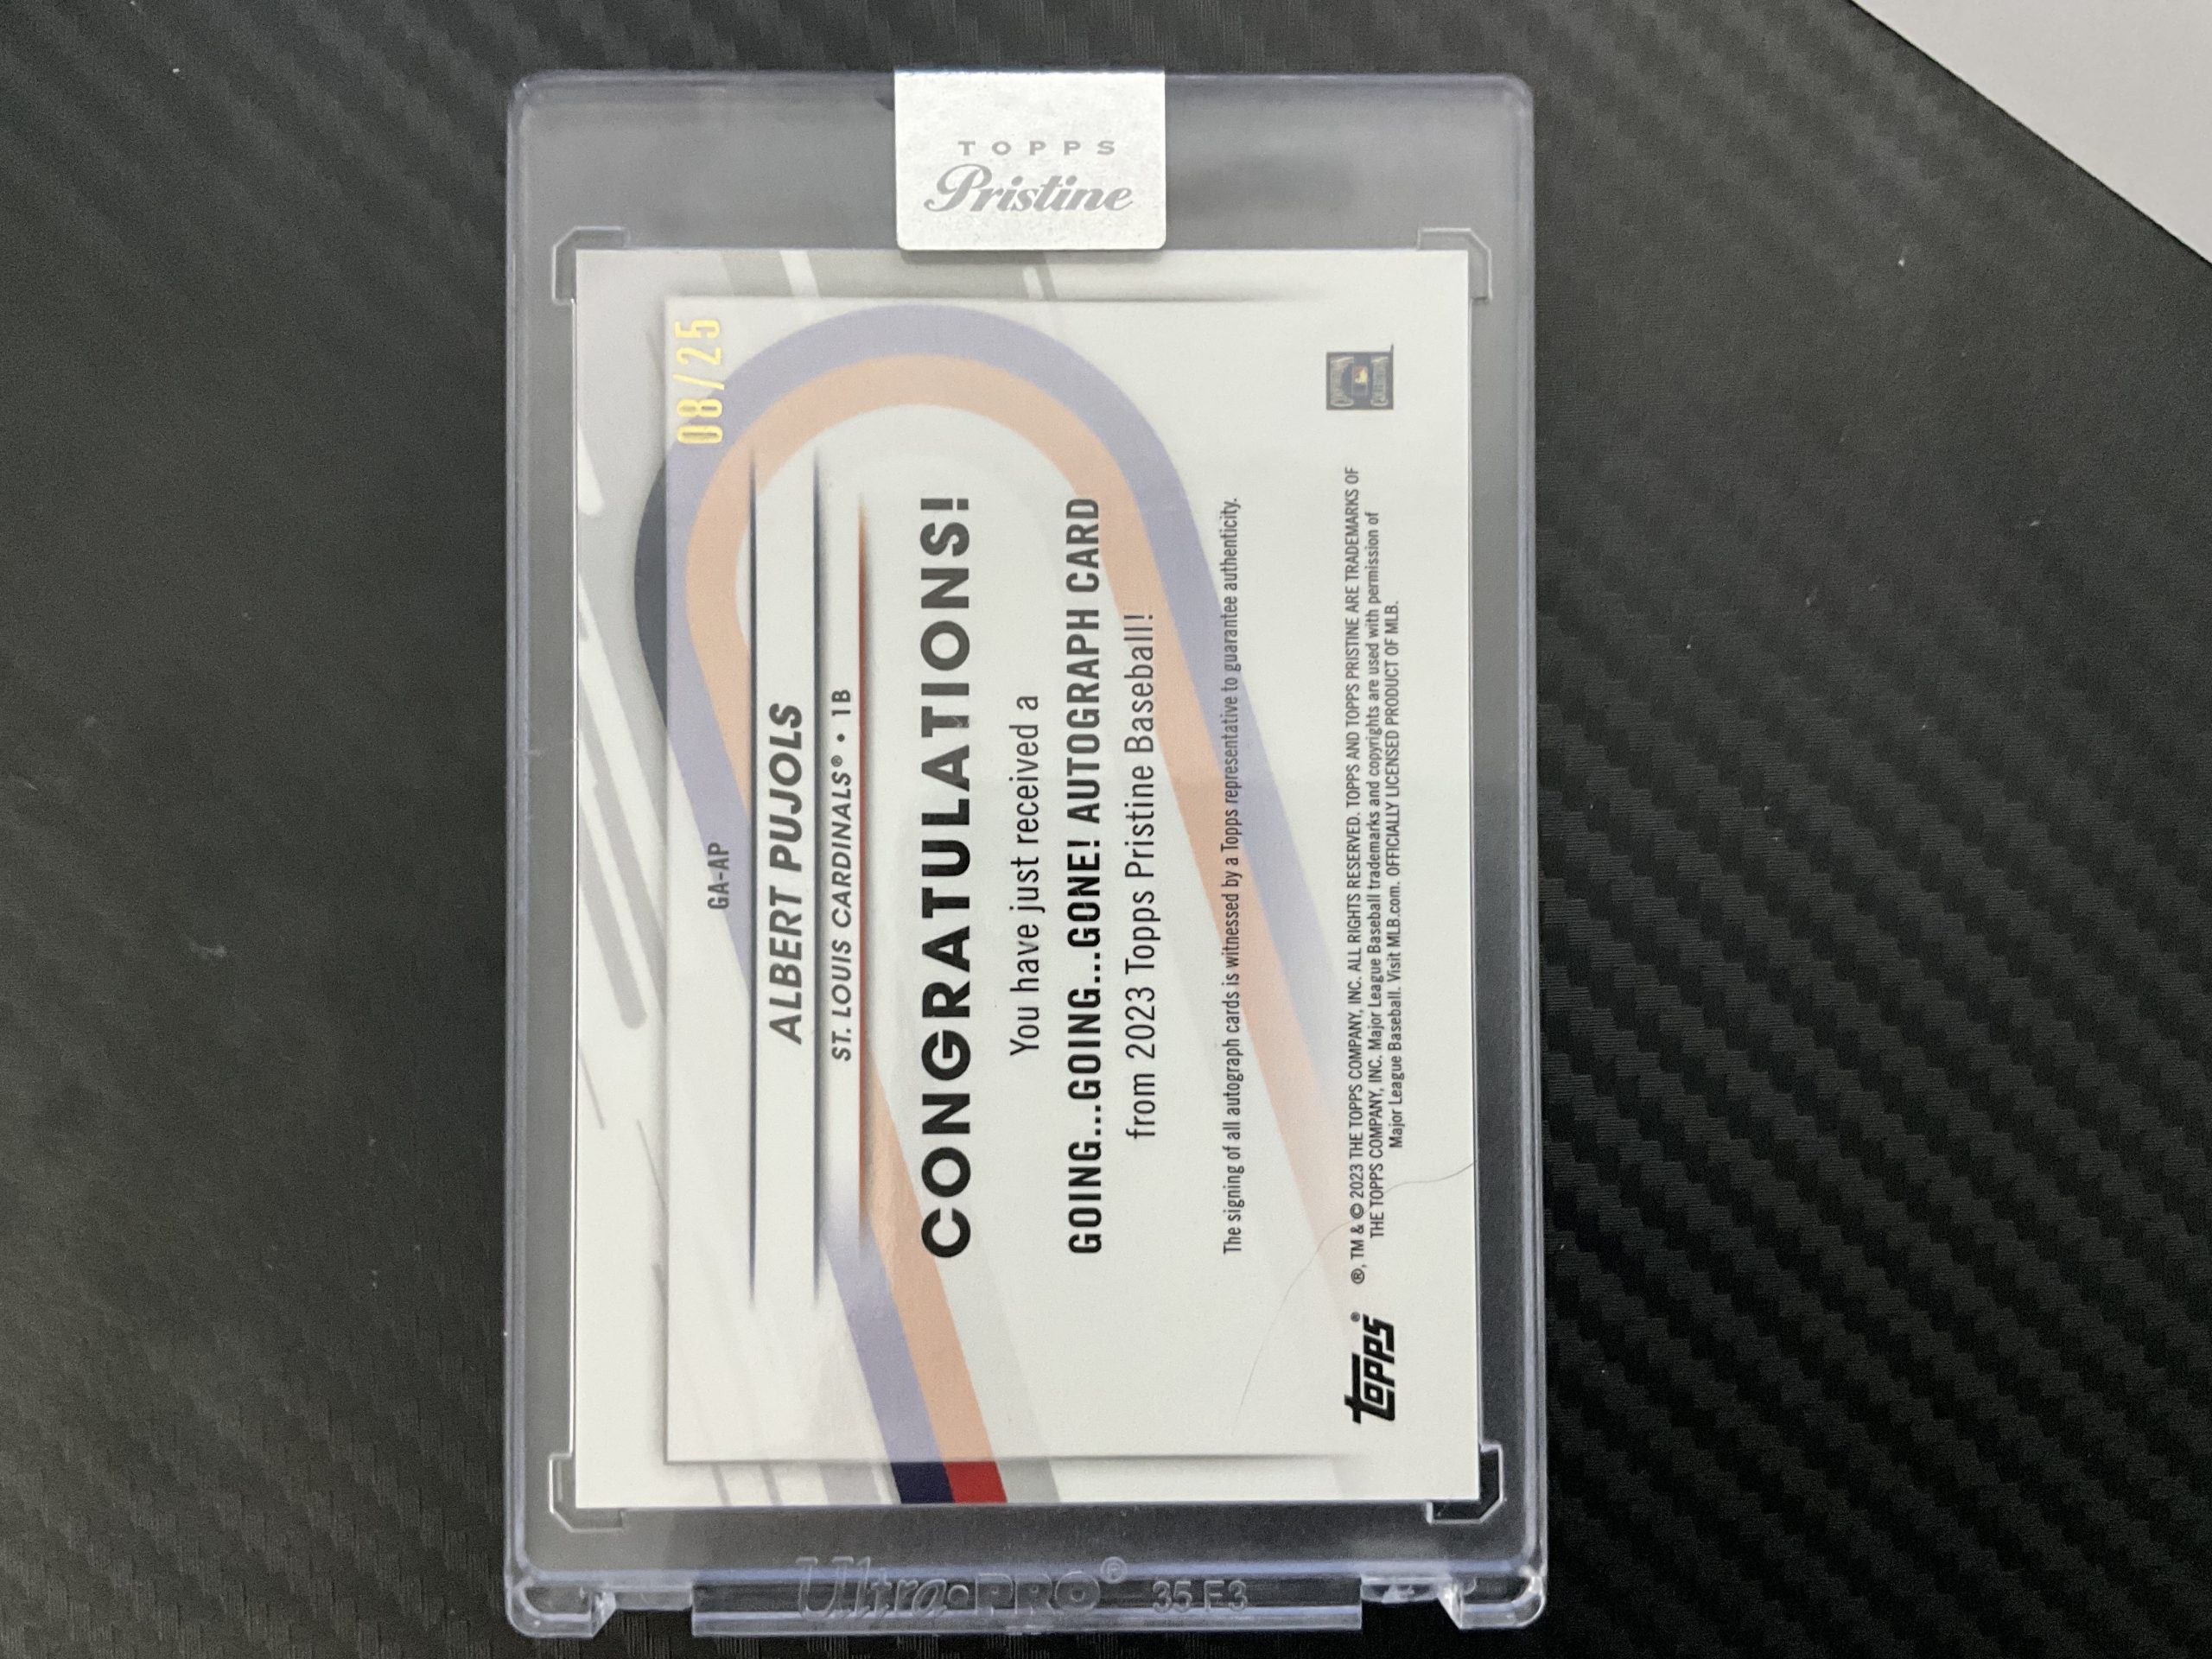 TOPPS
Pristine
08/25
GA-AP
ALBERT PUJOLS
ST. LOUIS CARDINALS® • 1B
CONGRATULATIONS!
You have just received a
GOING...GOING...GONE! AUTOGRAPH CARD
from 2023 Topps Pristine Baseball!
The signing of all autograph cards is witnessed by a Topps representative to guarantee authenticity.
topps®
®, TM & © 2023 THE TOPPS COMPANY, INC. ALL RIGHTS RESERVED. TOPPS AND TOPPS PRISTINE ARE TRADEMARKS OF
THE TOPPS COMPANY, INC. Major League Baseball trademarks and copyrights are used with permission of
Major League Baseball. Visit MLB.com. OFFICIALLY LICENSED PRODUCT OF MLB.
Ultra•PRO® 35 F3